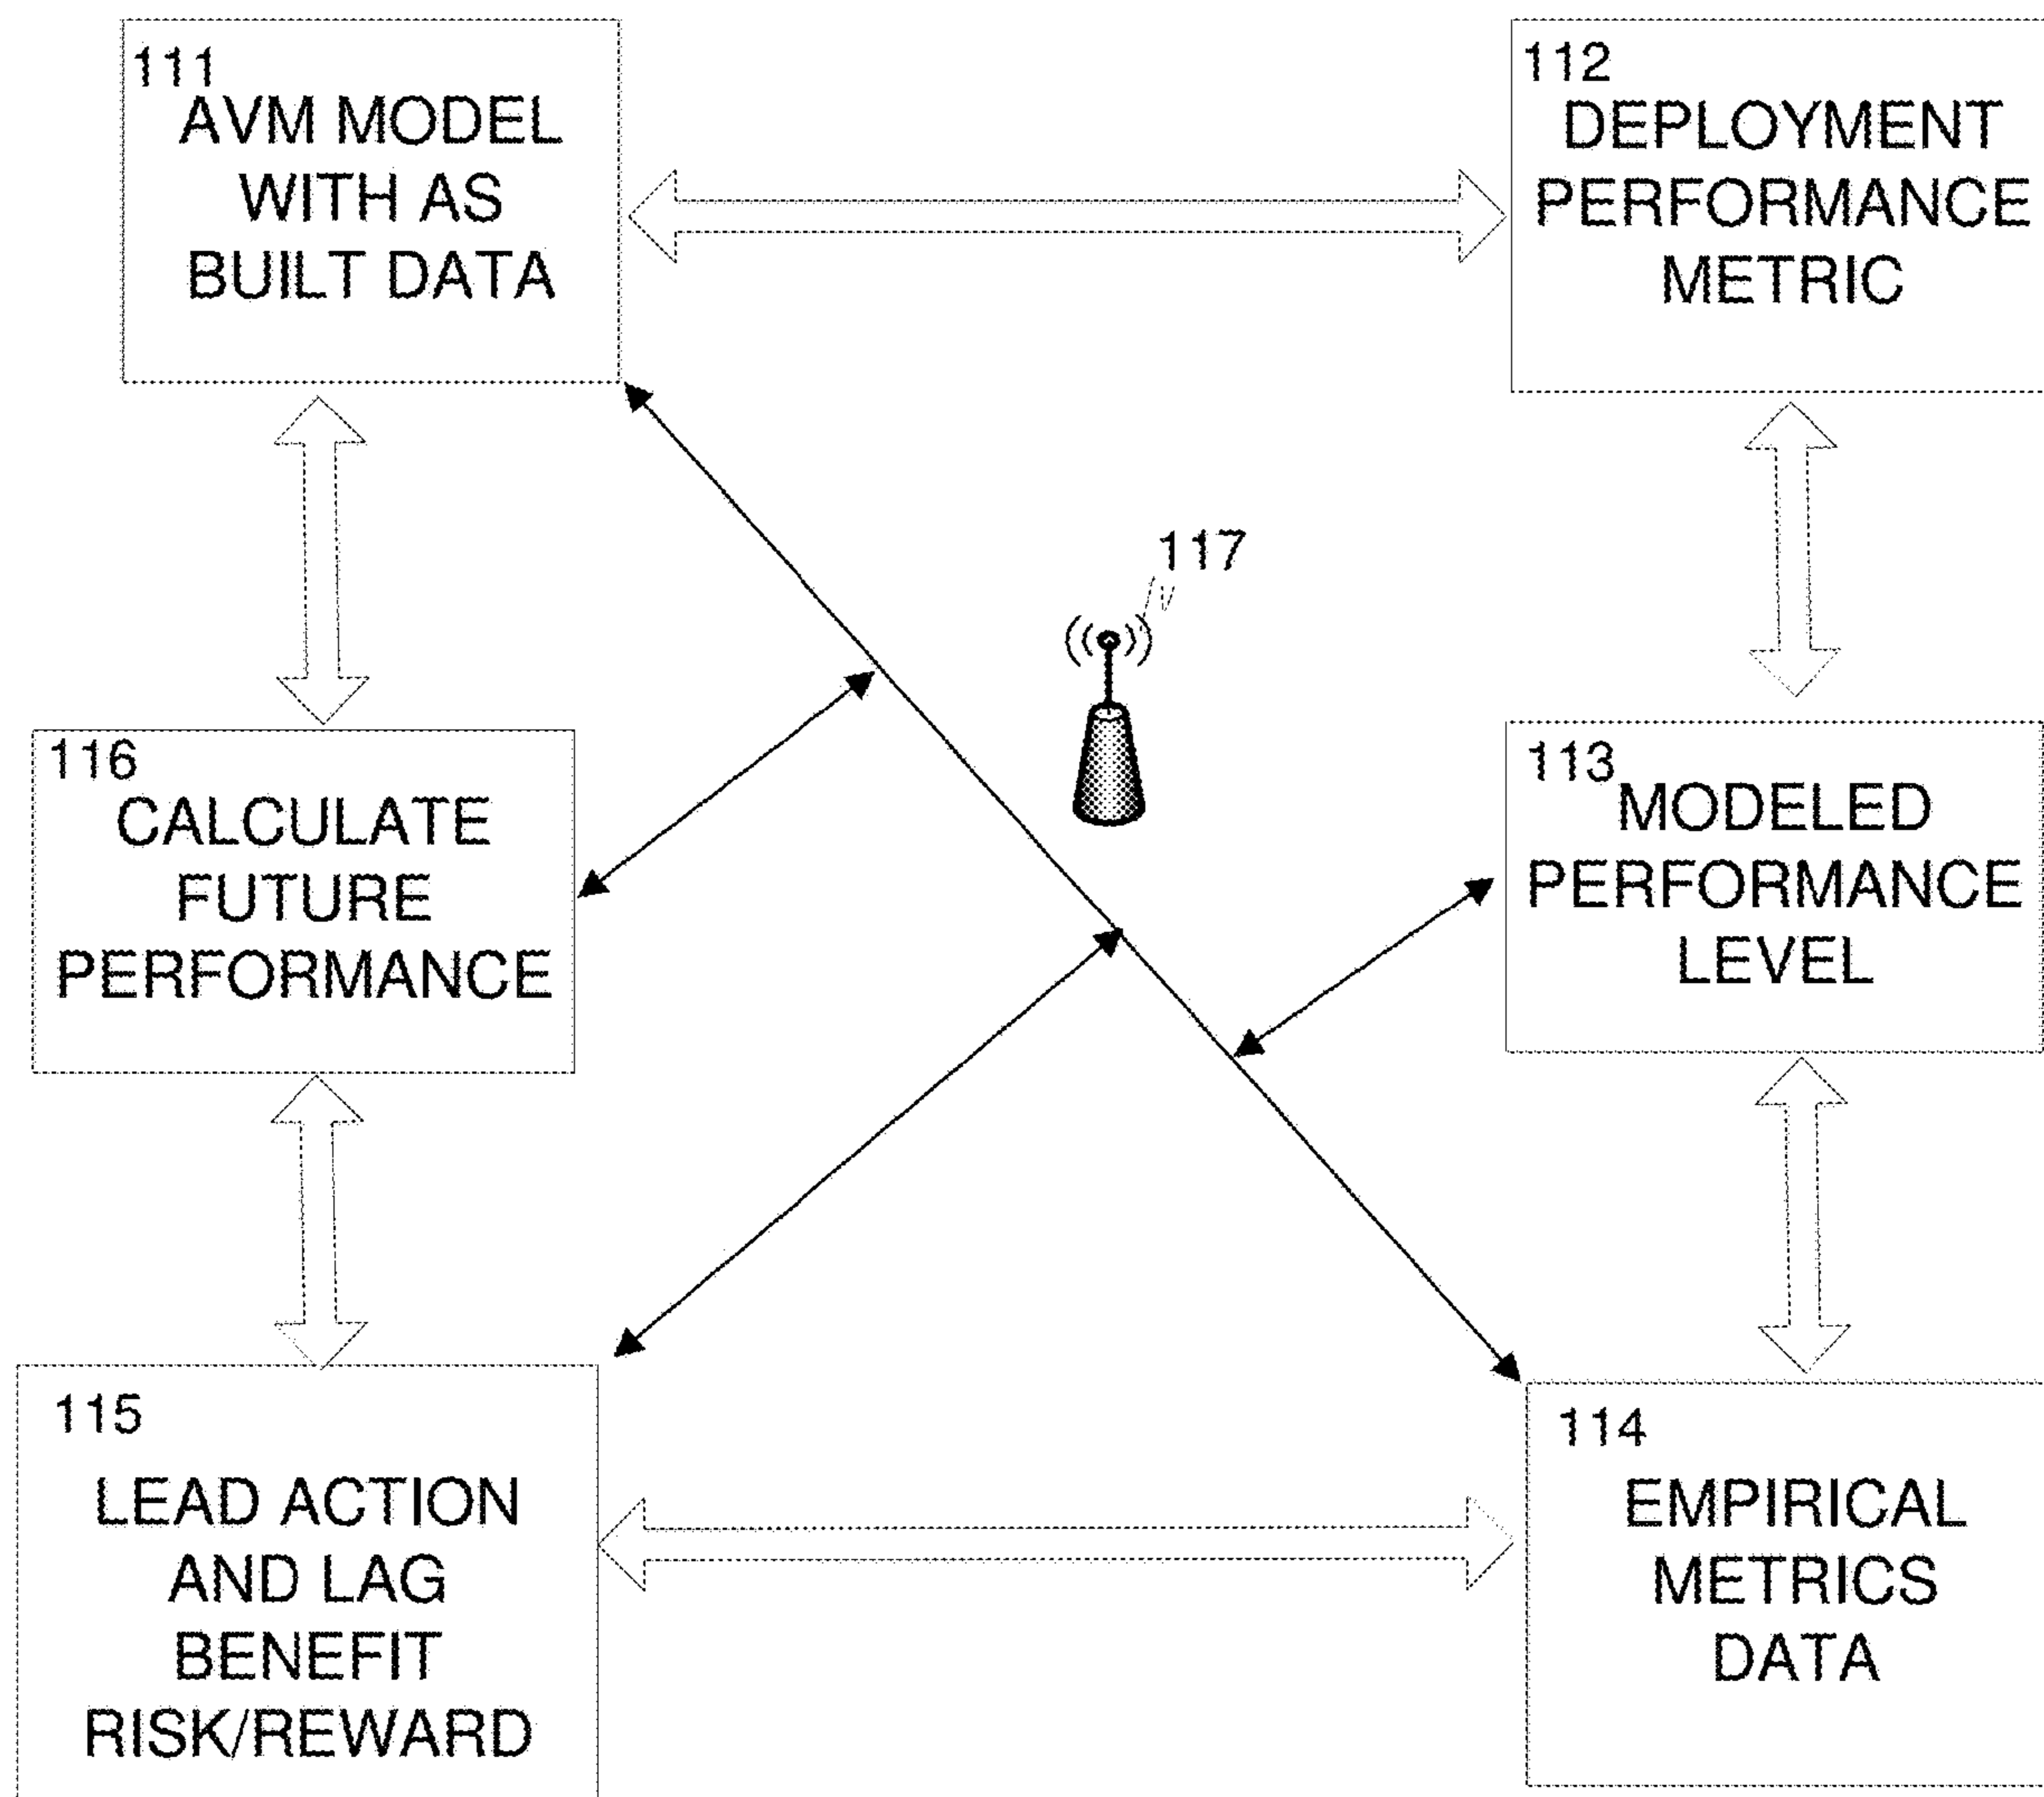 111
AVM MODEL
WITH AS
BUILT DATA
112
DEPLOYMENT
PERFORMANCE
METRIC
117
116
CALCULATE
FUTURE
PERFORMANCE
113
MODELED
PERFORMANCE
LEVEL
115
LEAD ACTION
AND LAG
BENEFIT
RISK/REWARD
114
EMPIRICAL
METRICS
DATA